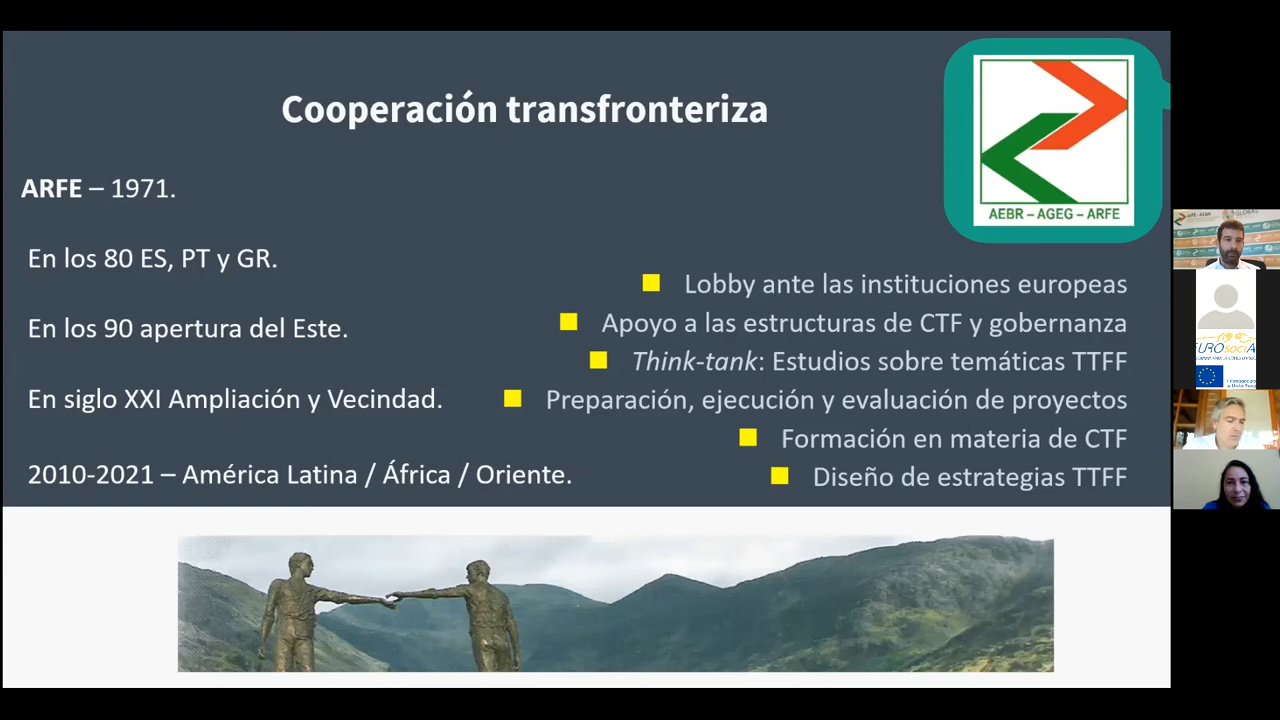 Cooperación transfronteriza
ARFE – 1971.
En los 80 ES, PT y GR.
En los 90 apertura del Este.
En siglo XXI Ampliación y Vecindad.
2010-2021 – América Latina / África / Oriente.
AEBR – AGEG – ARFE
Lobby ante las instituciones europeas
Apoyo a las estructuras de CTF y gobernanza
Think-tank: Estudios sobre temáticas TTFF
Preparación, ejecución y evaluación de proyectos
Formación en materia de CTF
Diseño de estrategias TTFF